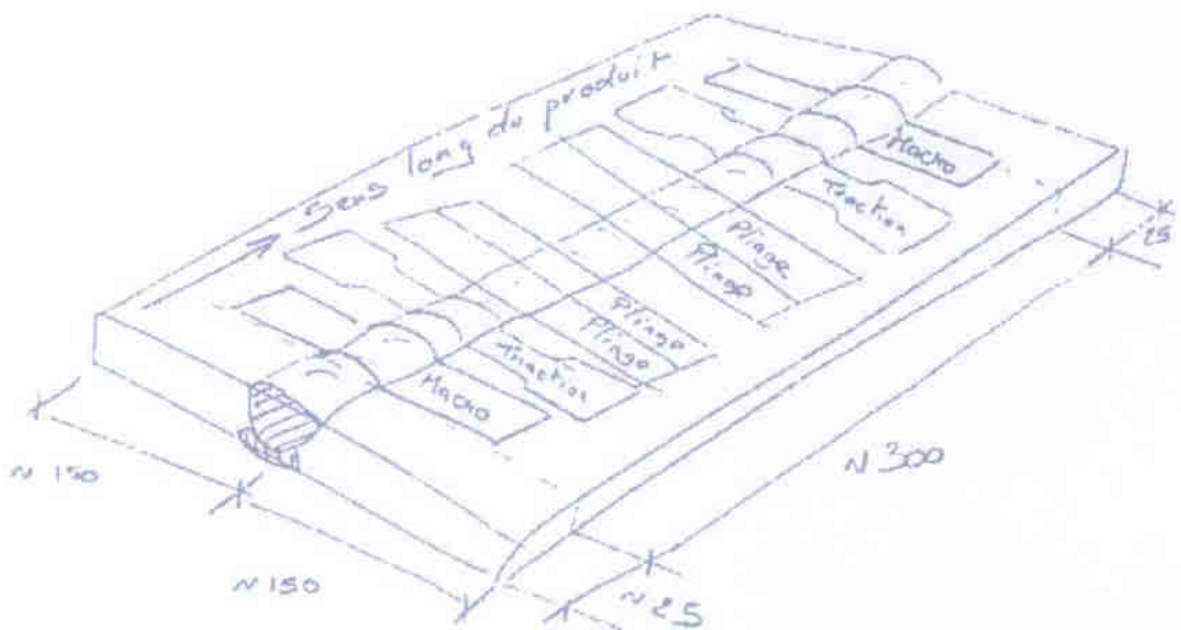 Sens long du produit
Macro
Traction
Pliage
Pliage
Pliage
Pliage
Traction
Macro
25
~ 300
~ 150
~ 150
~ 25